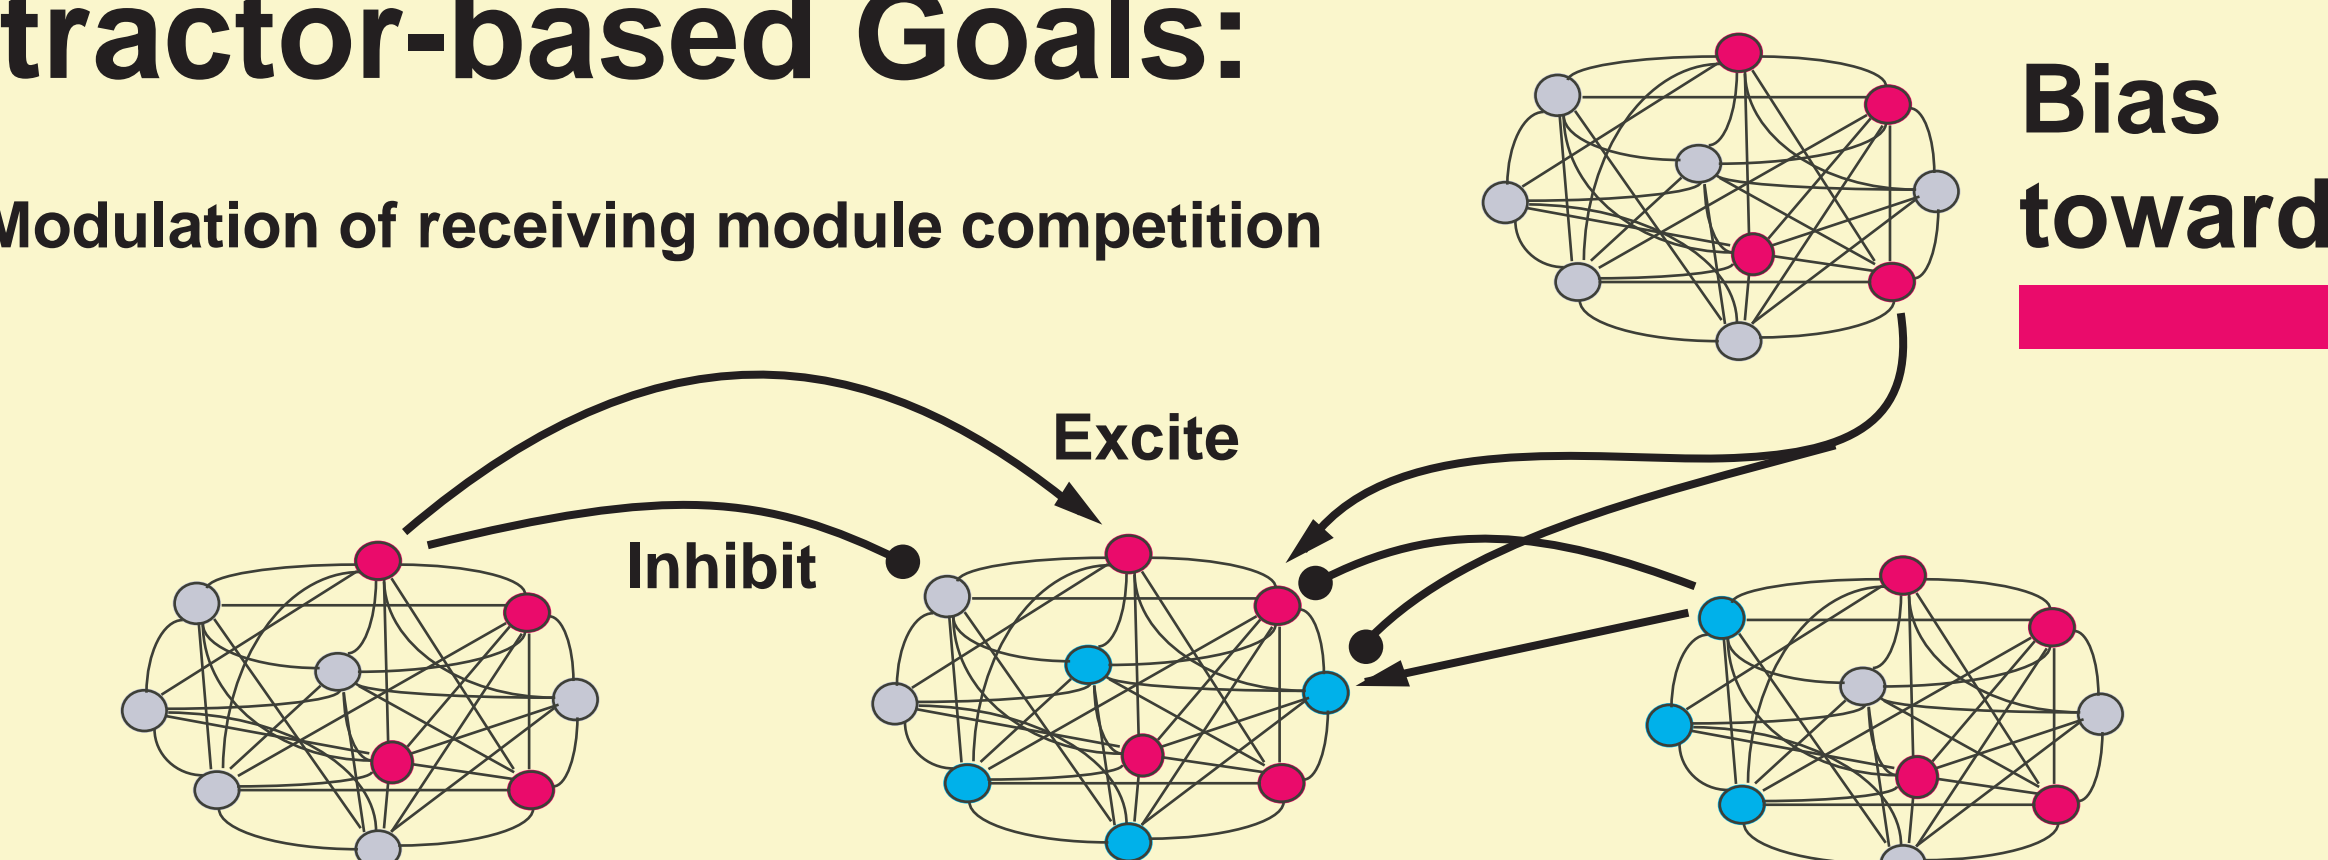 tractor-based Goals:
Modulation of receiving module competition
Bias
toward
Excite
Inhibit